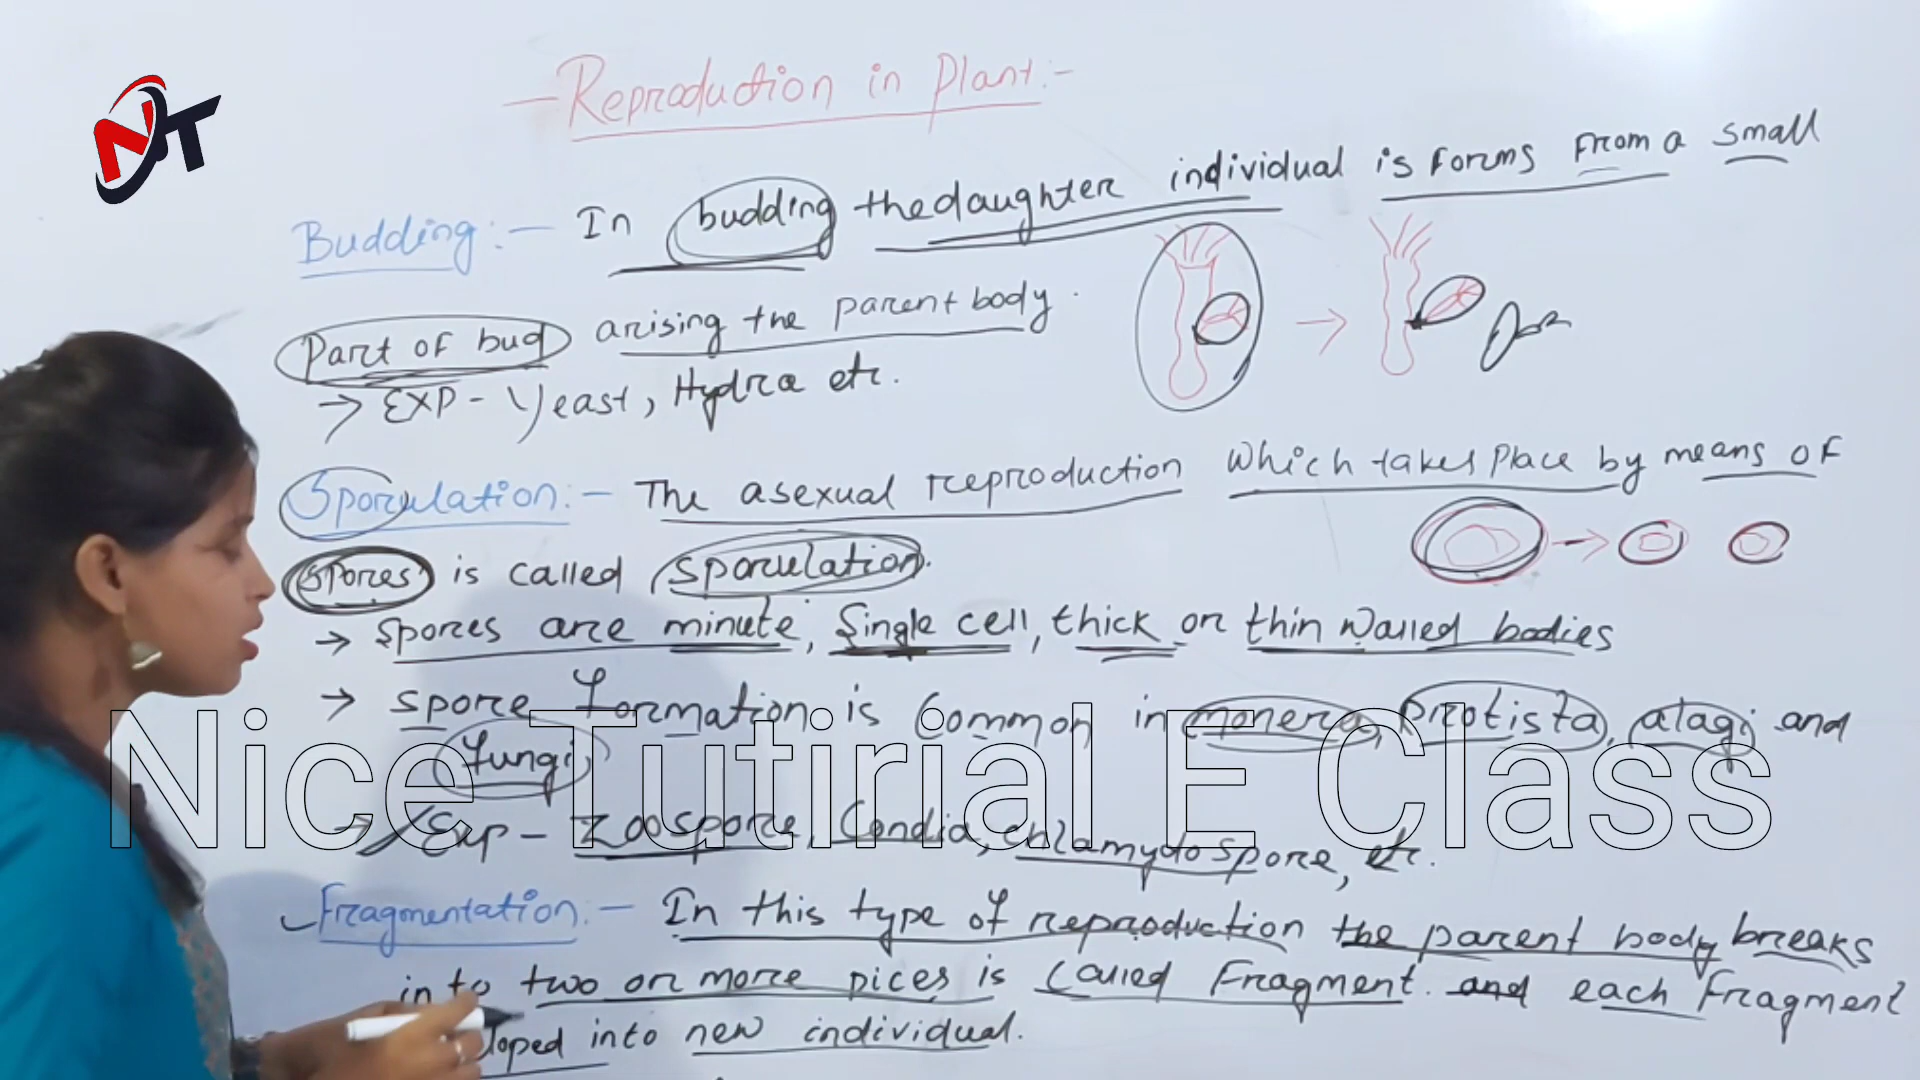 NT
- Reproduction in Plant:-
Budding:- In budding the daughter individual is forms from a small
Part of bud arising the parent body.
→ EXP- Yeast, Hydra etc.
Sporulation:- The asexual reproduction which takes place by means of
spores is called sporulation.
→ spores are minute, Single cell, thick or thin walled bodies
→ spore formation is Common in monera, Protista, alagi and
fungi
→ Exp - Zoospore, Condia, chlamydospore, etc.
Nice Tutirial E Class
Fragmentation:- In this type of reproduction the parent body breaks
into two or more pices is called Fragment. and each Fragment
loped into new individual.